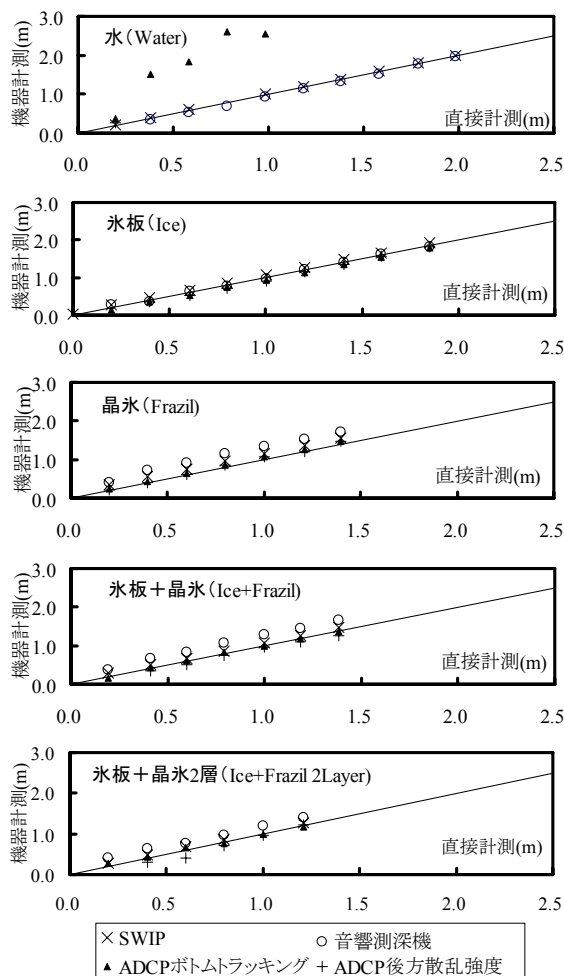 3.0
水(Water)
2.0
機器計測(m)
1.0
直接計測(m)
0.0
0.0 0.5 1.0 1.5 2.0 2.5
3.0
氷板(Ice)
2.0
機器計測(m)
1.0
直接計測(m)
0.0
0.0 0.5 1.0 1.5 2.0 2.5
3.0
晶氷(Frazil)
2.0
機器計測(m)
1.0
直接計測(m)
0.0
0.0 0.5 1.0 1.5 2.0 2.5
3.0
氷板+晶氷(Ice+Frazil)
2.0
機器計測(m)
1.0
直接計測(m)
0.0
0.0 0.5 1.0 1.5 2.0 2.5
3.0
氷板+晶氷2層(Ice+Frazil 2Layer)
2.0
機器計測(m)
1.0
直接計測(m)
0.0
0.0 0.5 1.0 1.5 2.0 2.5
× SWIP ○ 音響測深機
▲ ADCPボトムトラッキング + ADCP後方散乱強度